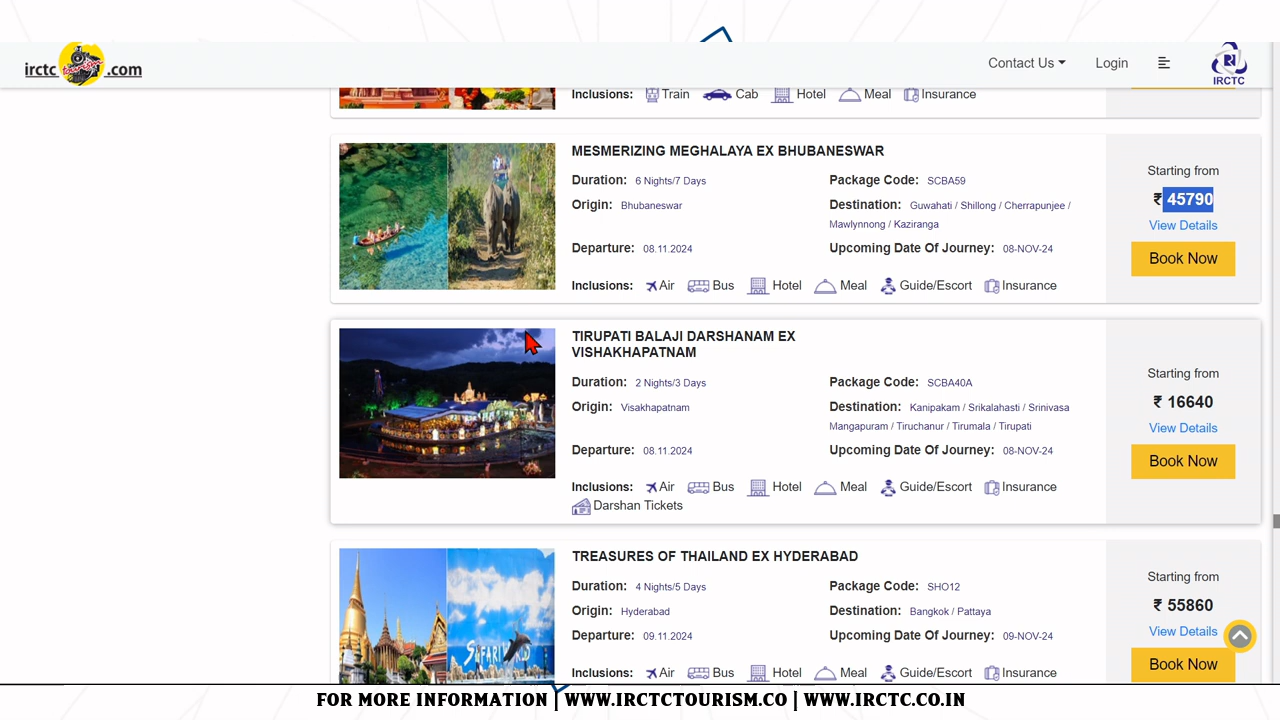 irctc tourism .com
Contact Us
Login
IRCTC
Inclusions: Train Cab Hotel Meal Insurance
MESMERIZING MEGHALAYA EX BHUBANESWAR
Duration: 6 Nights/7 Days
Package Code: SCBA59
Origin: Bhubaneswar
Destination: Guwahati / Shillong / Cherrapunjee /
Mawlynnong / Kaziranga
Departure: 08.11.2024
Upcoming Date Of Journey: 08-NOV-24
Inclusions: Air Bus Hotel Meal Guide/Escort Insurance
Starting from
₹ 45790
View Details
Book Now
TIRUPATI BALAJI DARSHANAM EX
VISHAKHAPATNAM
Duration: 2 Nights/3 Days
Package Code: SCBA40A
Origin: Visakhapatnam
Destination: Kanipakam / Srikalahasti / Srinivasa
Mangapuram / Tiruchanur / Tirumala / Tirupati
Departure: 08.11.2024
Upcoming Date Of Journey: 08-NOV-24
Inclusions: Air Bus Hotel Meal Guide/Escort Insurance
Darshan Tickets
Starting from
₹ 16640
View Details
Book Now
TREASURES OF THAILAND EX HYDERABAD
Duration: 4 Nights/5 Days
Package Code: SHO12
Origin: Hyderabad
Destination: Bangkok / Pattaya
Departure: 09.11.2024
Upcoming Date Of Journey: 09-NOV-24
Inclusions: Air Bus Hotel Meal Guide/Escort Insurance
Starting from
₹ 55860
View Details
Book Now
FOR MORE INFORMATION | WWW.IRCTCTOURISM.CO | WWW.IRCTC.CO.IN